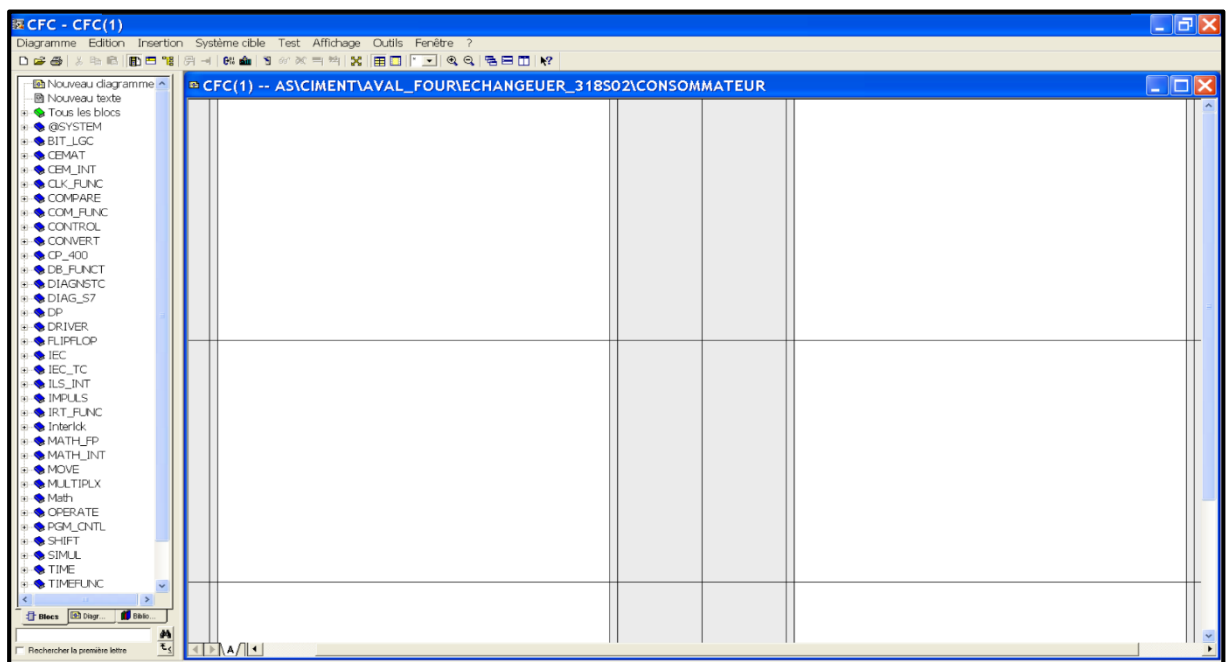 CFC - CFC(1)
Diagramme Edition Insertion Système cible Test Affichage Outils Fenêtre ?
CFC(1) -- AS\CIMENT\AVAL_FOUR\ECHANGEUER_318S02\CONSOMMATEUR
Nouveau diagramme
Nouveau texte
Tous les blocs
@SYSTEM
BIT_LGC
CEMAT
CEM_INT
CLK_FUNC
COMPARE
COM_FUNC
CONTROL
CONVERT
CP_400
DB_FUNCT
DIAGNSTC
DIAG_S7
DP
DRIVER
FLIPFLOP
IEC
IEC_TC
ILS_INT
IMPULS
IRT_FUNC
Interlck
MATH_FP
MATH_INT
MOVE
MULTIPLX
Math
OPERATE
PGM_CNTL
SHIFT
SIMUL
TIME
TIMEFUNC
Blocs Diagr... Biblio...
Rechercher la première lettre
A